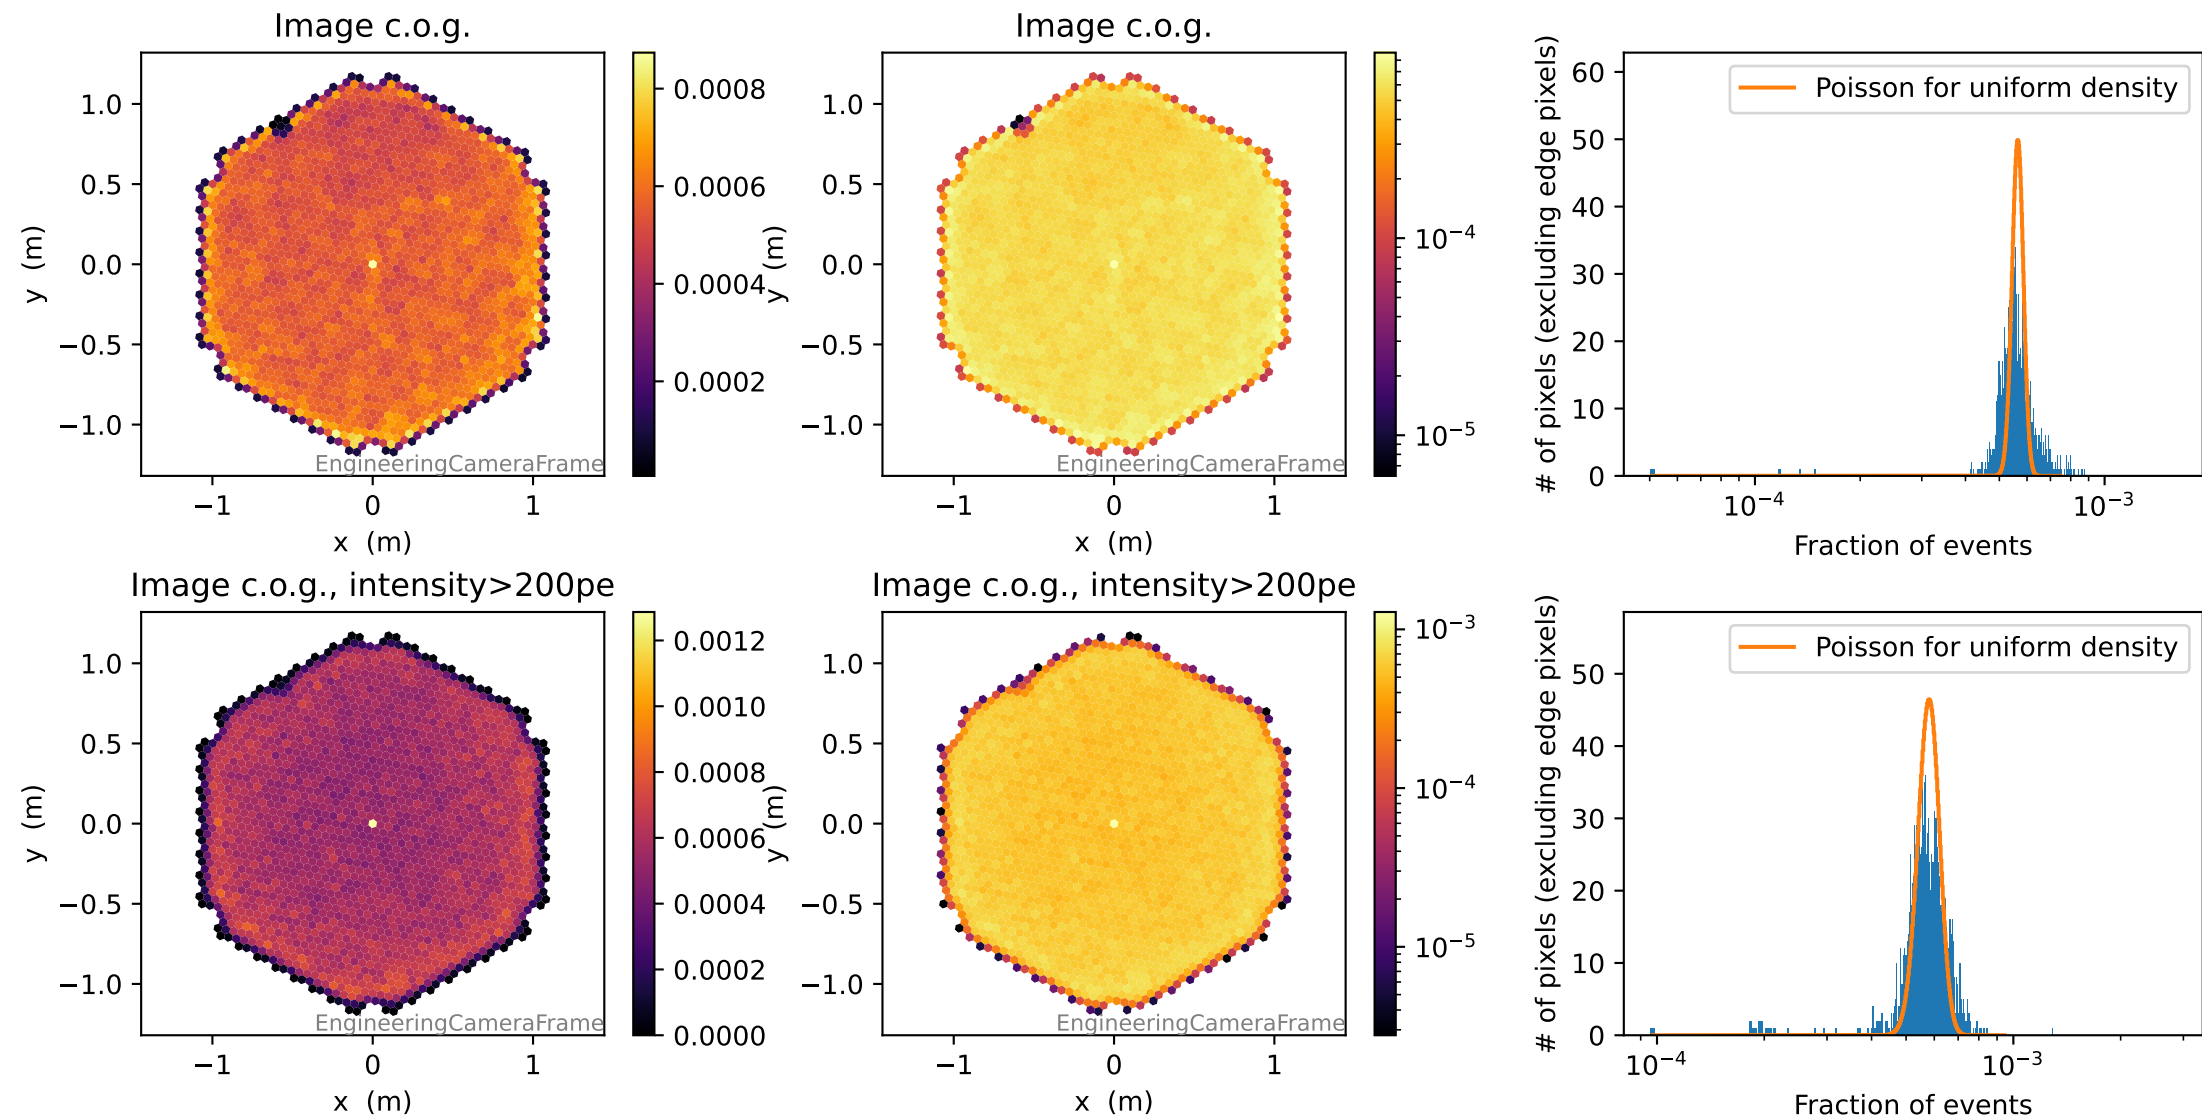 Image c.o.g.
Image c.o.g.
1.0
0.5
0.0
−0.5
−1.0
y (m)
−1
0
1
x (m)
EngineeringCameraFrame
0.0008
0.0006
0.0004
0.0002
1.0
0.5
0.0
−0.5
−1.0
y (m)
−1
0
1
x (m)
EngineeringCameraFrame
10⁻⁴
10⁻⁵
# of pixels (excluding edge pixels)
60
50
40
30
20
10
0
Poisson for uniform density
10⁻⁴
10⁻³
Fraction of events
Image c.o.g., intensity>200pe
Image c.o.g., intensity>200pe
1.0
0.5
0.0
−0.5
−1.0
y (m)
−1
0
1
x (m)
EngineeringCameraFrame
0.0012
0.0010
0.0008
0.0006
0.0004
0.0002
0.0000
1.0
0.5
0.0
−0.5
−1.0
y (m)
−1
0
1
x (m)
EngineeringCameraFrame
10⁻³
10⁻⁴
10⁻⁵
# of pixels (excluding edge pixels)
50
40
30
20
10
0
Poisson for uniform density
10⁻⁴
10⁻³
Fraction of events